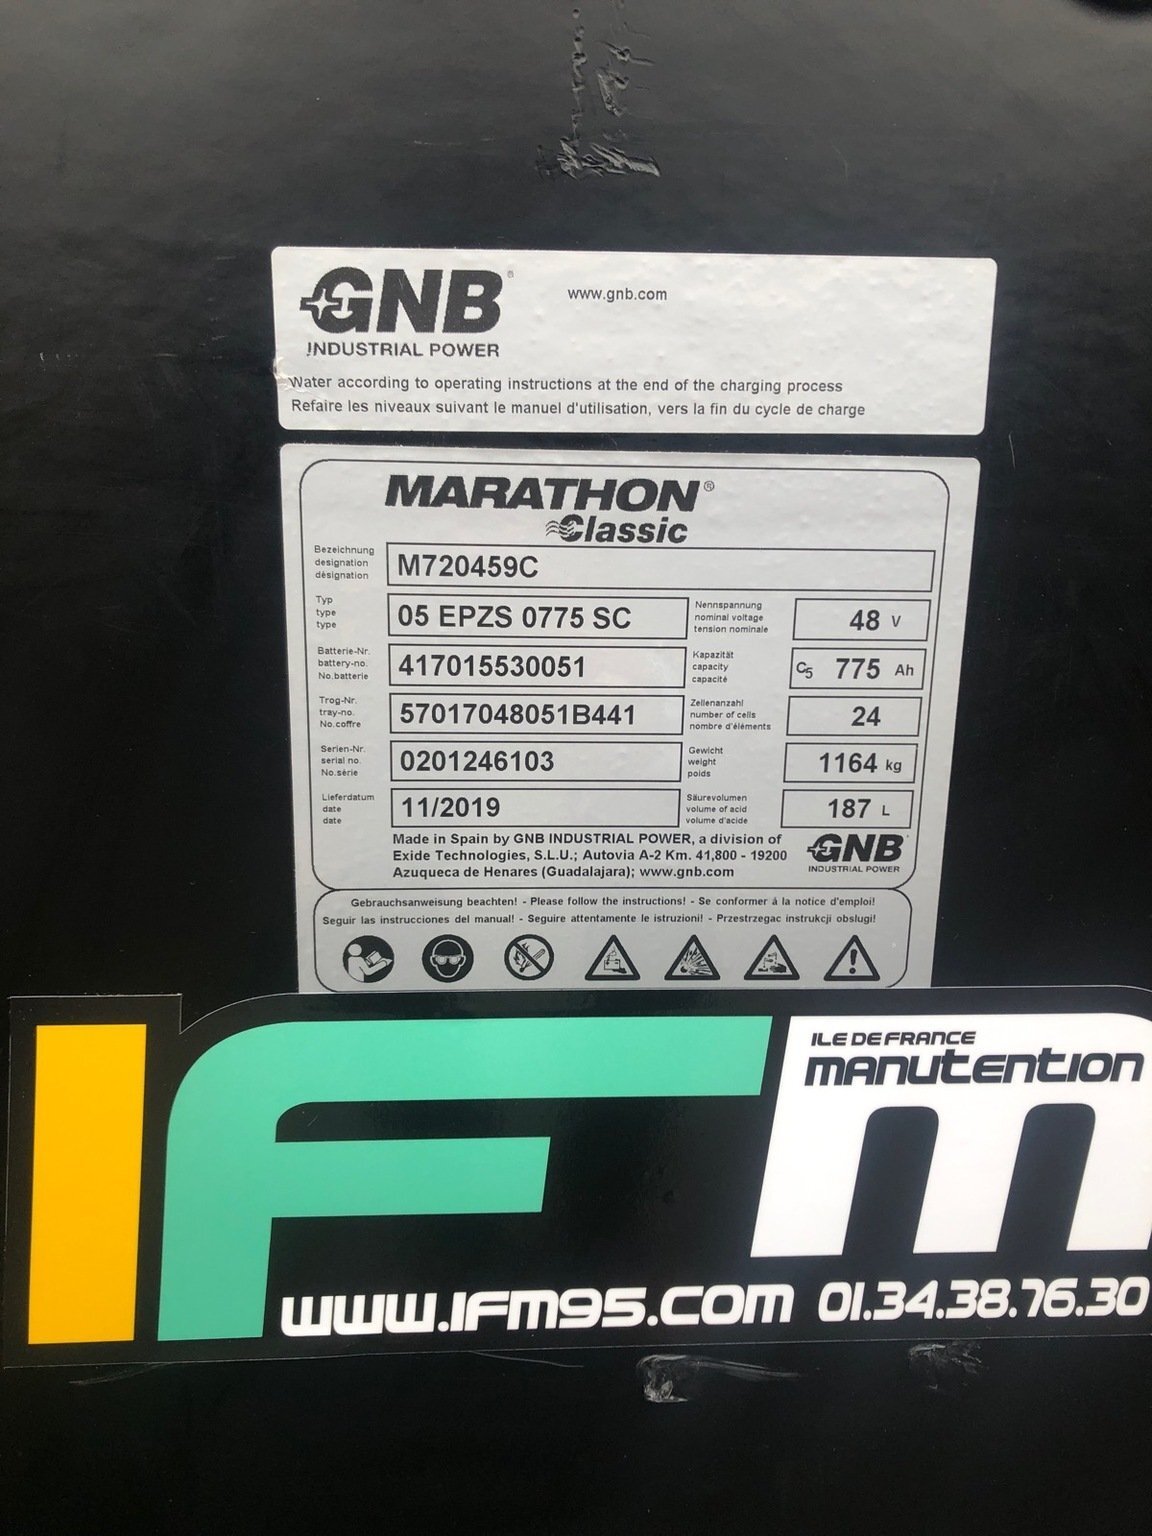 GNB®
www.gnb.com
INDUSTRIAL POWER
Water according to operating instructions at the end of the charging process
Refaire les niveaux suivant le manuel d'utilisation, vers la fin du cycle de charge
MARATHON®
Classic
Bezeichnung
designation
désignation
M720459C
Typ
type
type
05 EPZS 0775 SC
Nennspannung
nominal voltage
tension nominale
48 V
Batterie-Nr.
battery-no.
No.batterie
417015530051
Kapazität
capacity
capacité
C5 775 Ah
Trog-Nr.
tray-no.
No.coffre
57017048051B441
Zellenanzahl
number of cells
nombre d'éléments
24
Serien-Nr.
serial no.
No.série
0201246103
Gewicht
weight
poids
1164 kg
Lieferdatum
date
date
11/2019
Säurevolumen
volume of acid
volume d'acide
187 L
Made in Spain by GNB INDUSTRIAL POWER, a division of
Exide Technologies, S.L.U.; Autovia A-2 Km. 41,800 - 19200
Azuqueca de Henares (Guadalajara); www.gnb.com
GNB®
INDUSTRIAL POWER
Gebrauchsanweisung beachten! - Please follow the instructions! - Se conformer á la notice d'emploi!
Seguir las instrucciones del manual! - Seguire attentamente le istruzioni! - Przestrzegac instrukcji obslugi!
IFm
ILE DE FRANCE
manutention
www.IFm95.com 01.34.38.76.30